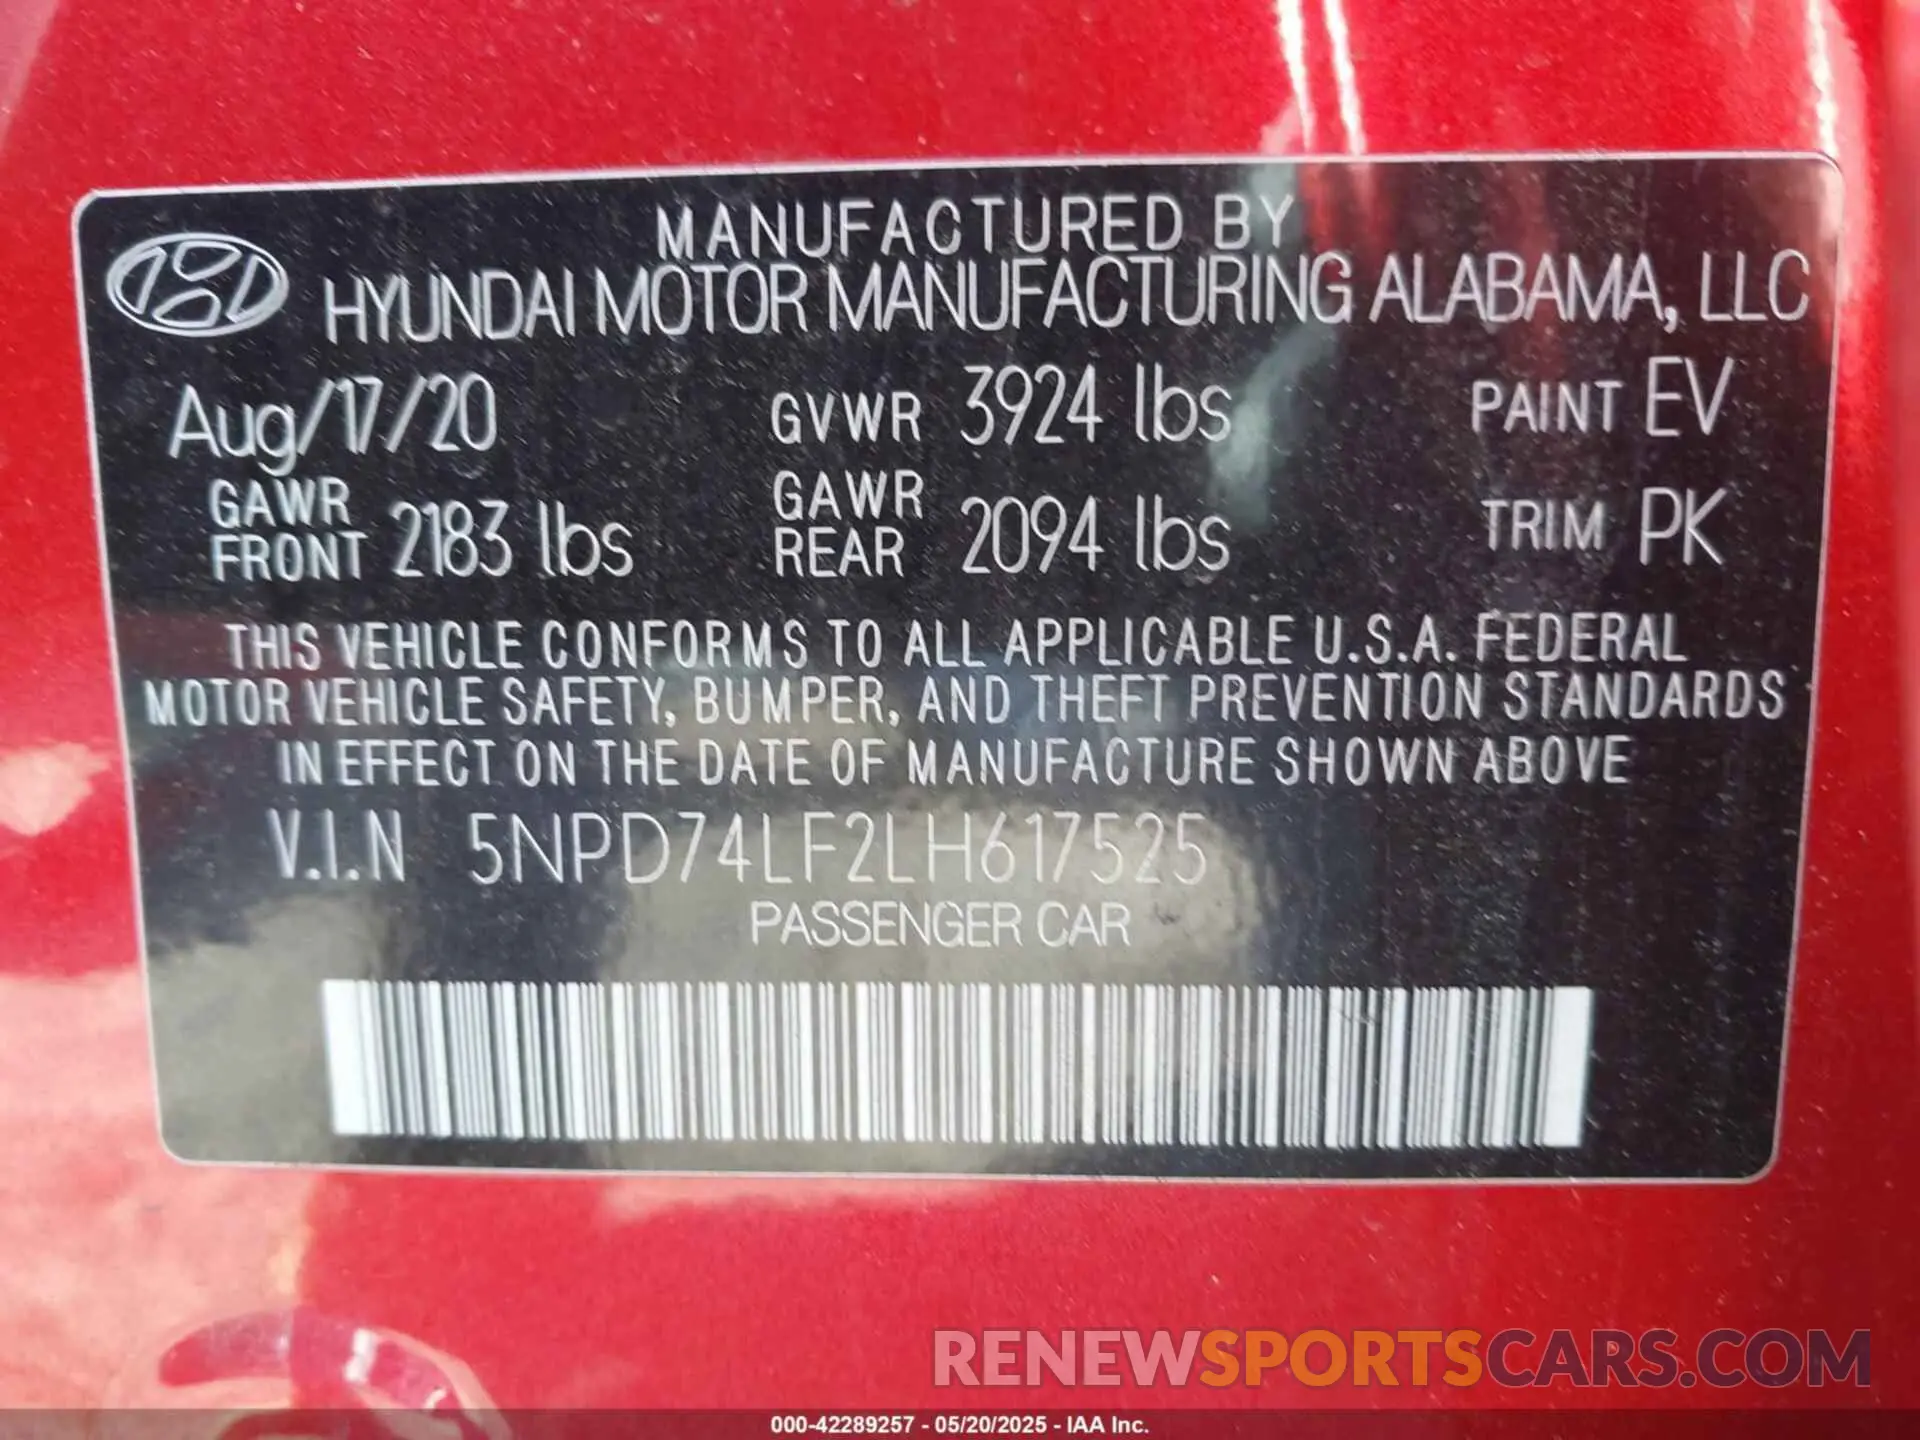 MANUFACTURED BY
HYUNDAI MOTOR MANUFACTURING ALABAMA, LLC
Aug/17/20 GVWR 3924 lbs PAINT EV
GAWR FRONT 2183 lbs GAWR REAR 2094 lbs TRIM PK
THIS VEHICLE CONFORMS TO ALL APPLICABLE U.S.A. FEDERAL
MOTOR VEHICLE SAFETY, BUMPER, AND THEFT PREVENTION STANDARDS
IN EFFECT ON THE DATE OF MANUFACTURE SHOWN ABOVE
V.I.N 5NPD74LF2LH617525
PASSENGER CAR
RENEWSPORTSCARS.COM
000-42289257 - 05/20/2025 - IAA Inc.